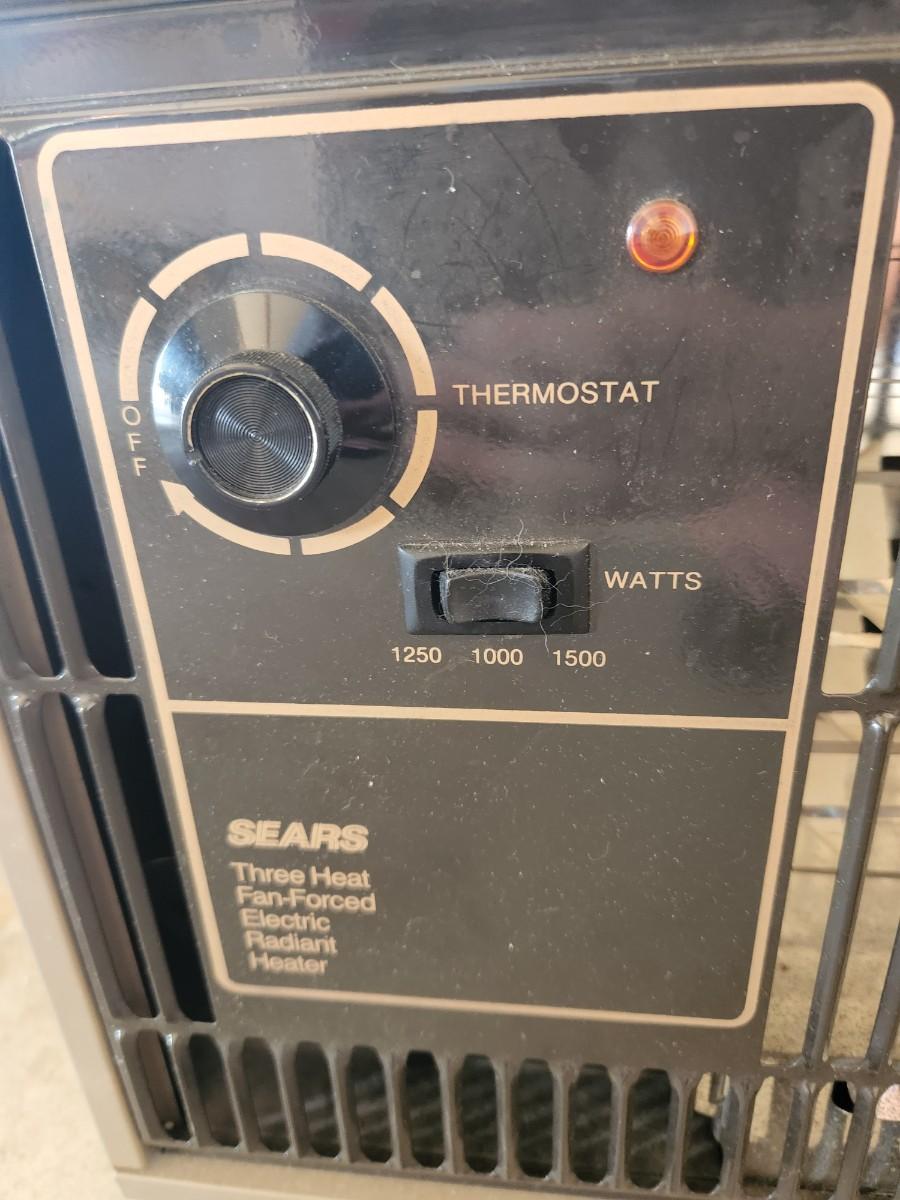 OFF
THERMOSTAT
WATTS
1250 1000 1500
SEARS
Three Heat
Fan-Forced
Electric
Radiant
Heater